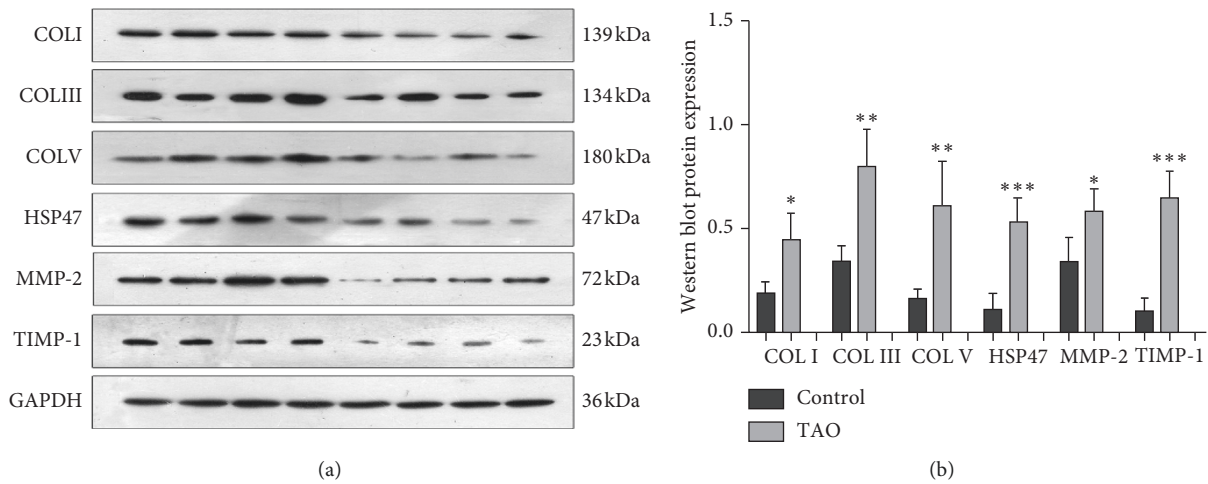 COLI 139 kDa
COLIII 134 kDa
COLV 180 kDa
HSP47 47 kDa
MMP-2 72 kDa
TIMP-1 23 kDa
GAPDH 36 kDa
(a)
Western blot protein expression
1.5
1.0
0.5
0.0
* ** ** *** * ***
COL I COL III COL V HSP47 MMP-2 TIMP-1
Control
TAO
(b)